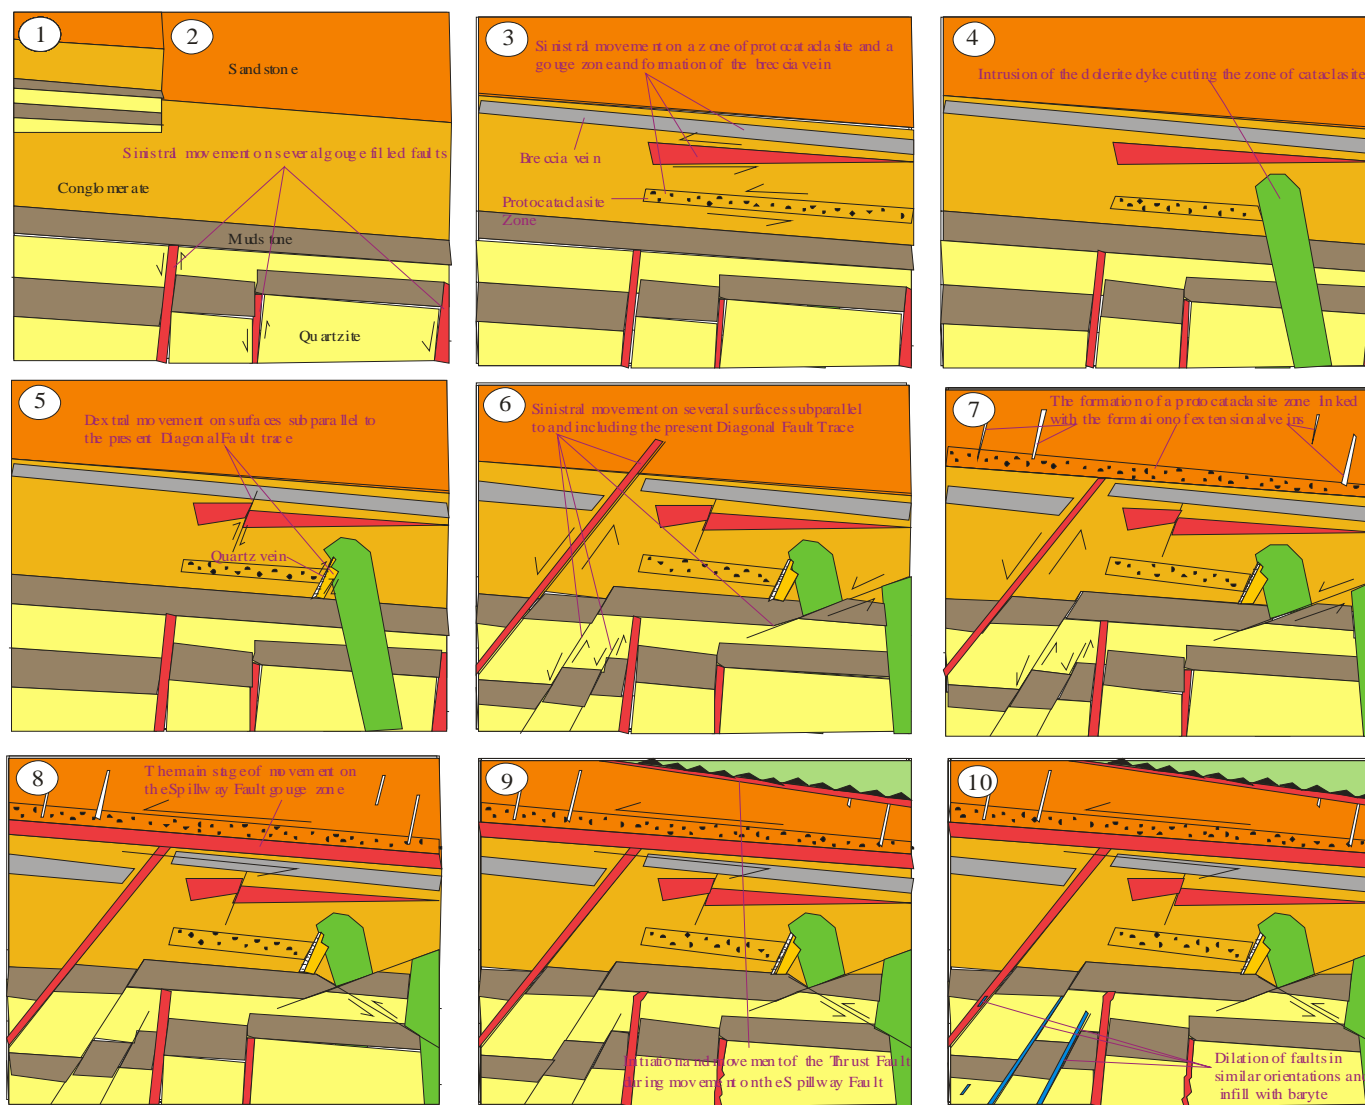 1
2
Sandstone
Sinistral movement on several gouge filled faults
Conglomerate
Mudstone
Quartzite
3
Sinistral movement on a zone of protocataclasite and a
gouge zone and formation of the breccia vein
Breccia vein
Protocataclasite
Zone
4
Intrusion of the dolerite dyke cutting the zone of cataclasite
5
Dextral movement on surfaces subparallel to
the present Diagonal Fault trace
Quartz vein
6
Sinistral movement on several surfaces subparallel
to and including the present Diagonal Fault Trace
7
The formation of a protocataclasite zone linked
with the formation of extensional veins
8
The main stage of movement on
the Spillway Fault gouge zone
9
Initiation and movement of the Thrust Fault
during movement on the Spillway Fault
10
Dilation of faults in
similar orientations and
infill with baryte